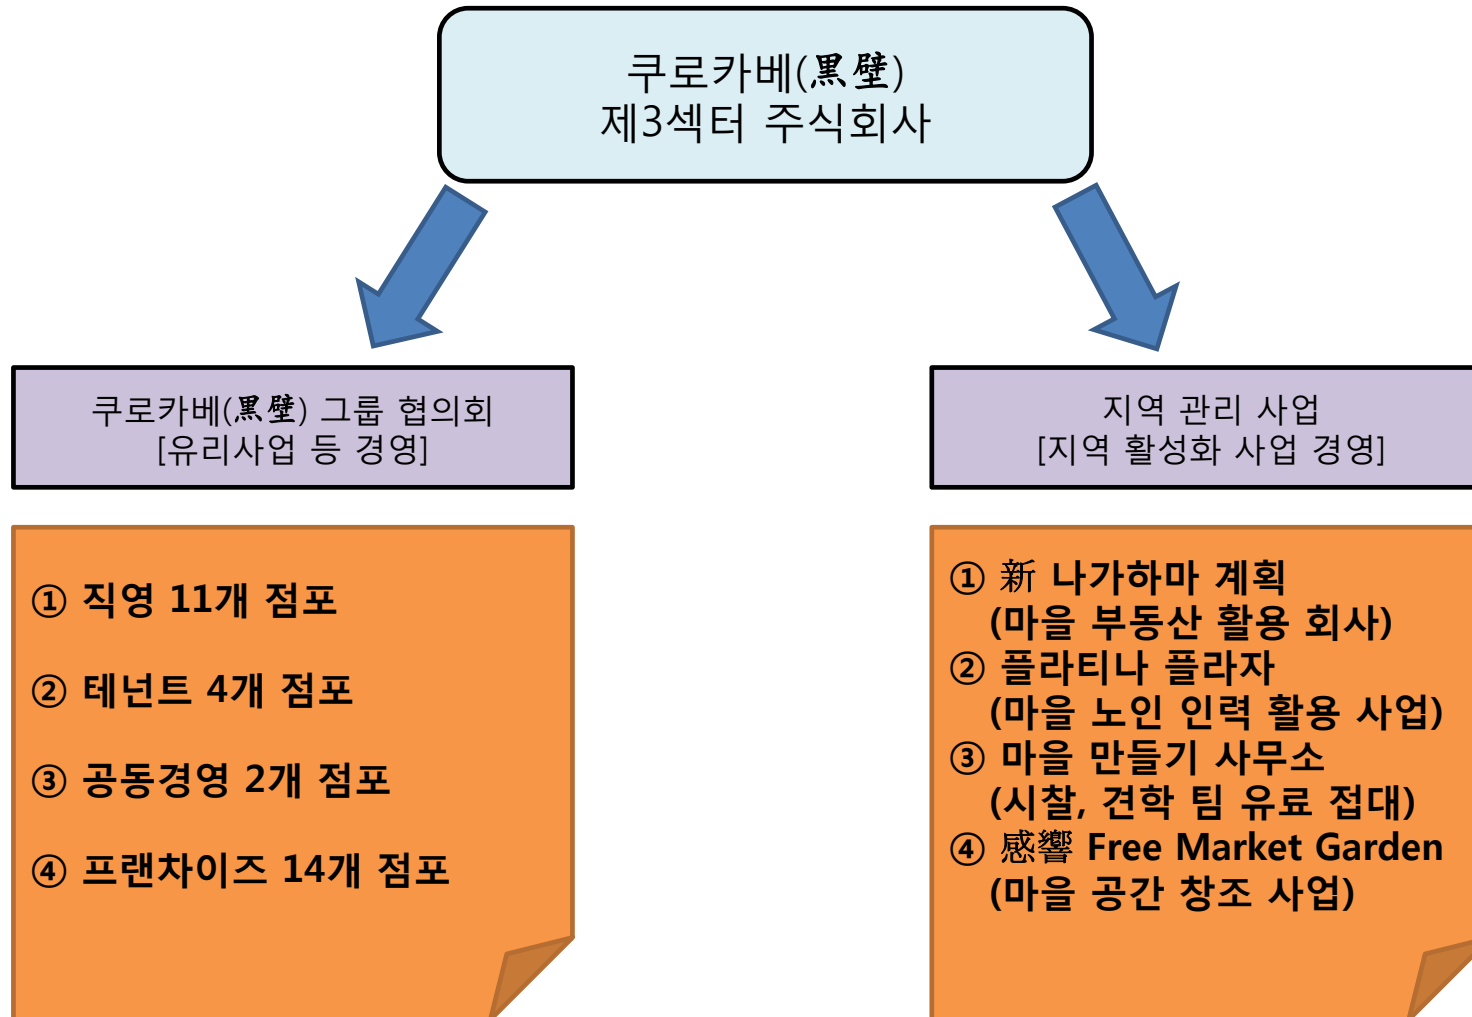 쿠로카베(黒壁)
제3섹터 주식회사
쿠로카베(黒壁) 그룹 협의회
[유리사업 등 경영]
지역 관리 사업
[지역 활성화 사업 경영]
① 직영 11개 점포
② 테넌트 4개 점포
③ 공동경영 2개 점포
④ 프랜차이즈 14개 점포
① 新 나가하마 계획
(마을 부동산 활용 회사)
② 플라티나 플라자
(마을 노인 인력 활용 사업)
③ 마을 만들기 사무소
(시찰, 견학 팀 유료 접대)
④ 感響 Free Market Garden
(마을 공간 창조 사업)